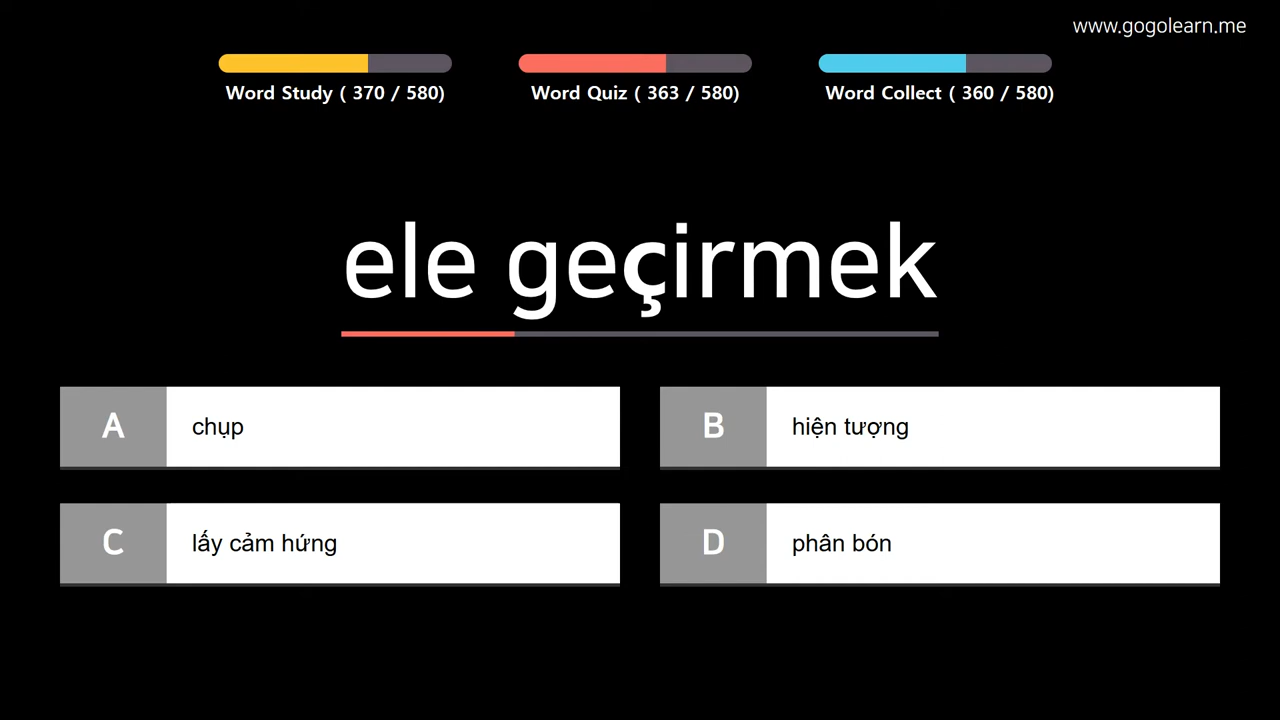 www.gogolearn.me
Word Study ( 370 / 580)
Word Quiz ( 363 / 580)
Word Collect ( 360 / 580)
ele geçirmek
A
chụp
B
hiện tượng
C
lấy cảm hứng
D
phân bón